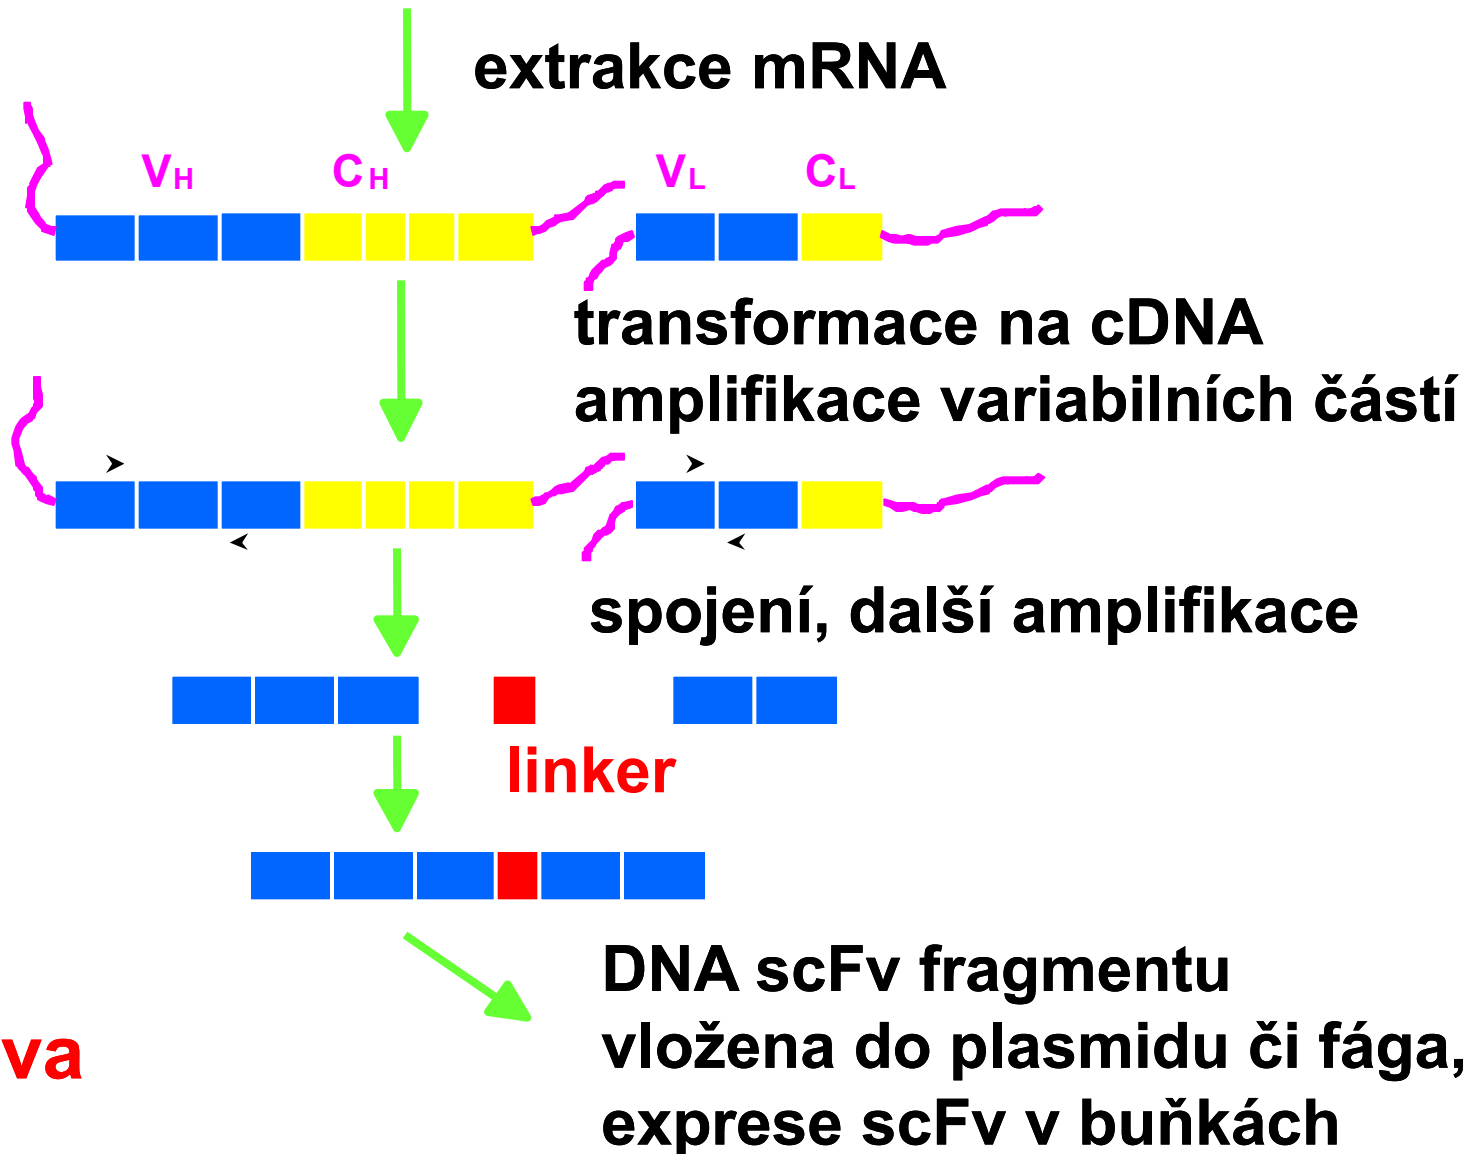 extrakce mRNA
VH CH VL CL
transformace na cDNA
amplifikace variabilních částí
spojení, další amplifikace
linker
DNA scFv fragmentu
vložena do plasmidu či fága,
va
exprese scFv v buňkách